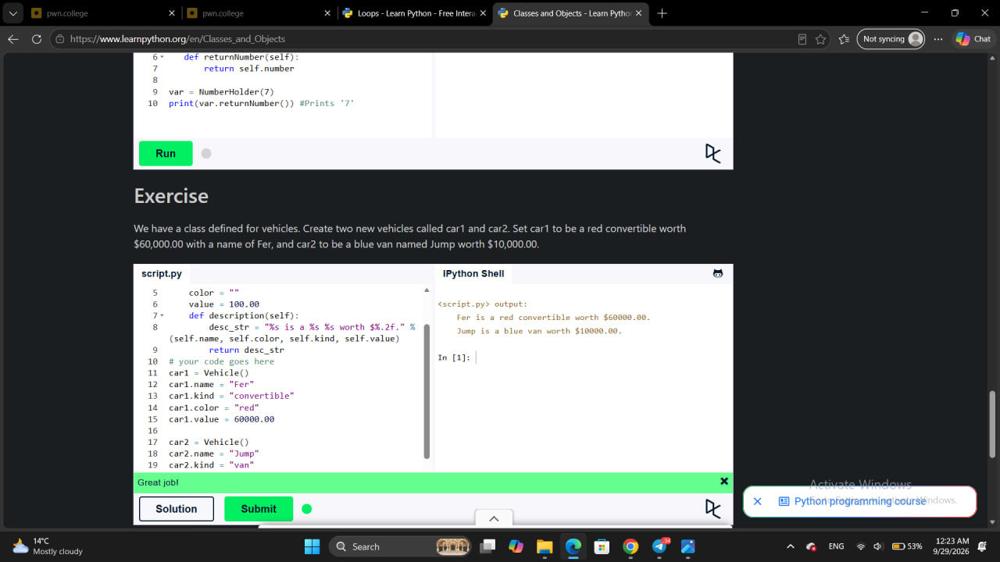 pwn.college
pwn.college
Loops - Learn Python - Free Intera
Classes and Objects - Learn Python
https://www.learnpython.org/en/Classes_and_Objects
Not syncing
Chat
6 def returnNumber(self):
7 return self.number
8
9 var = NumberHolder(7)
10 print(var.returnNumber()) #Prints '7'
Run
Exercise
We have a class defined for vehicles. Create two new vehicles called car1 and car2. Set car1 to be a red convertible worth
$60,000.00 with a name of Fer, and car2 to be a blue van named Jump worth $10,000.00.
script.py
IPython Shell
5 color = ""
6 value = 100.00
7 def description(self):
8 desc_str = "%s is a %s %s worth $%.2f." %
(self.name, self.color, self.kind, self.value)
9 return desc_str
10 # your code goes here
11 car1 = Vehicle()
12 car1.name = "Fer"
13 car1.kind = "convertible"
14 car1.color = "red"
15 car1.value = 60000.00
16
17 car2 = Vehicle()
18 car2.name = "Jump"
19 car2.kind = "van"
<script.py> output:
Fer is a red convertible worth $60000.00.
Jump is a blue van worth $10000.00.
In [1]:
Great job!
Solution
Submit
Activate Windows
Go to Settings to activate Windows.
Python programming course
14°C
Mostly cloudy
Search
34
ENG
53%
12:23 AM
9/29/2026